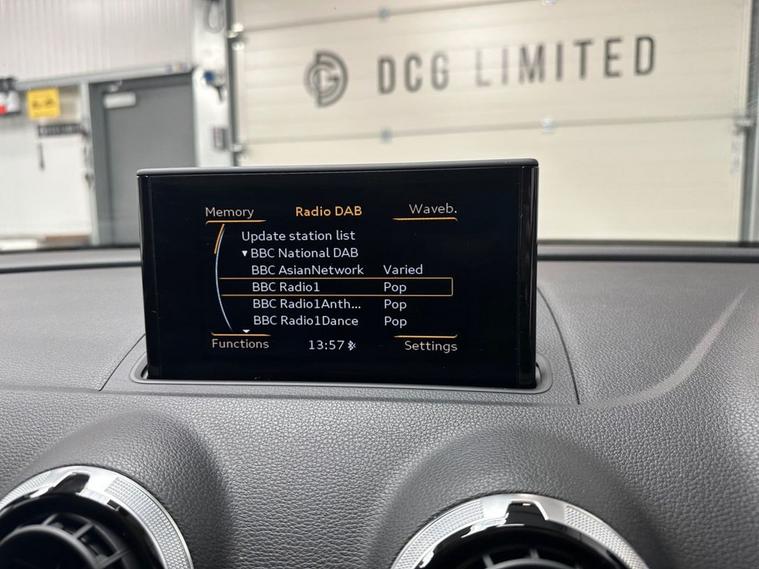 DCG LIMITED
Memory Radio DAB Waveb.
Update station list
▼ BBC National DAB
BBC AsianNetwork Varied
BBC Radio1 Pop
BBC Radio1Anth... Pop
BBC Radio1Dance Pop
Functions 13:57 Settings